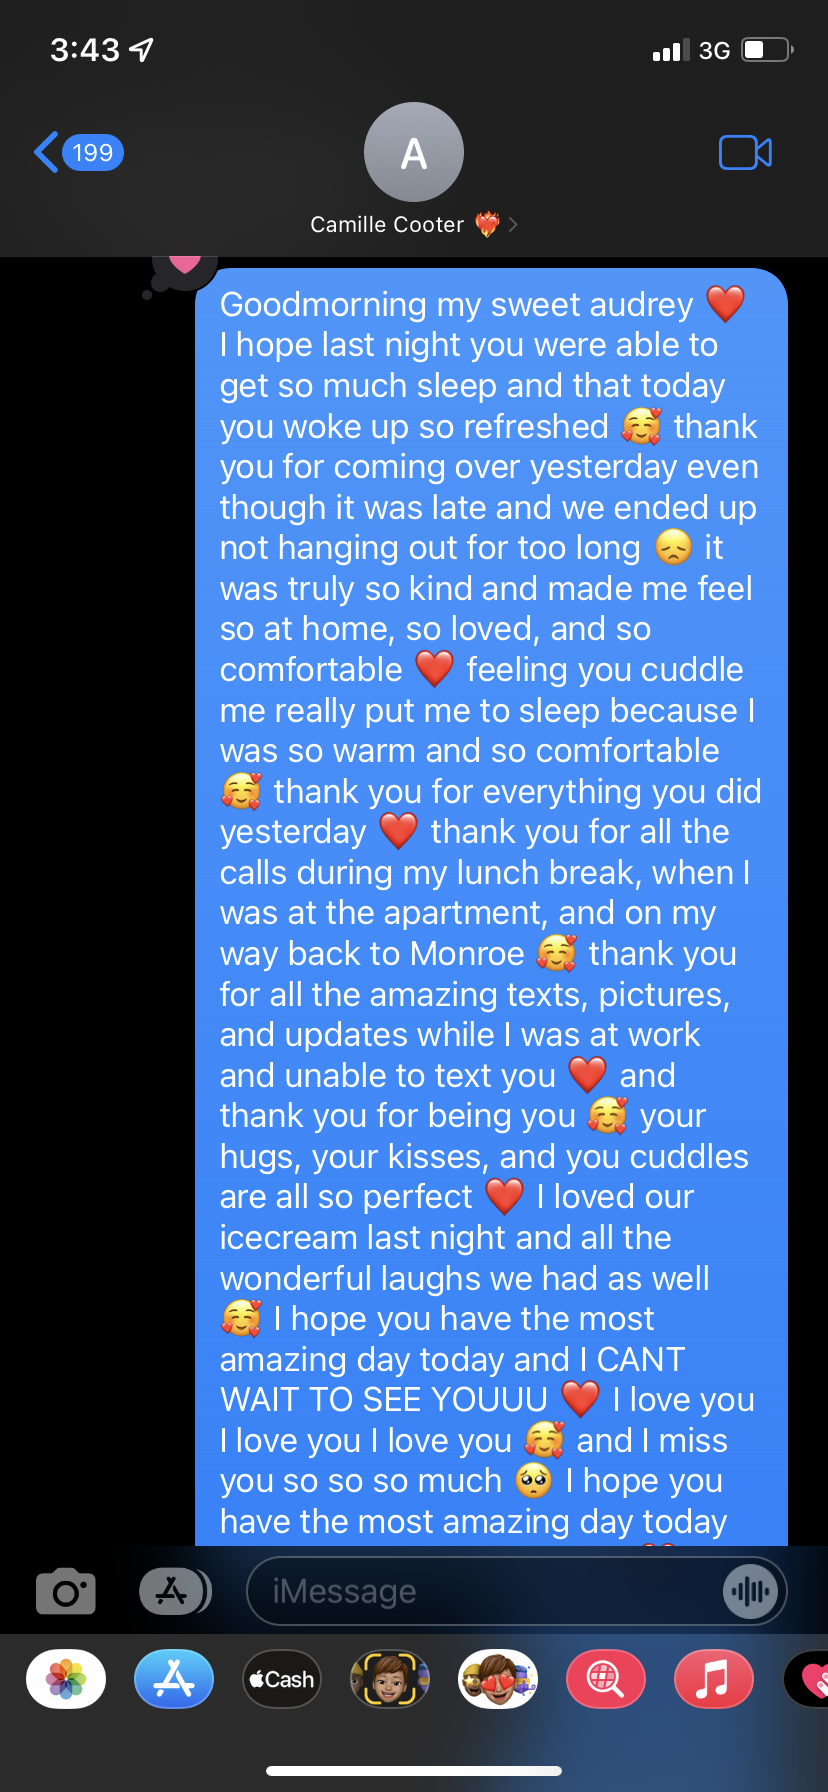 3:43
3G
199
A
Camille Cooter ❤️‍🔥
Goodmorning my sweet audrey ❤️
I hope last night you were able to
get so much sleep and that today
you woke up so refreshed 🥰 thank
you for coming over yesterday even
though it was late and we ended up
not hanging out for too long 😞 it
was truly so kind and made me feel
so at home, so loved, and so
comfortable ❤️ feeling you cuddle
me really put me to sleep because I
was so warm and so comfortable
🥰 thank you for everything you did
yesterday ❤️ thank you for all the
calls during my lunch break, when I
was at the apartment, and on my
way back to Monroe 🥰 thank you
for all the amazing texts, pictures,
and updates while I was at work
and unable to text you ❤️ and
thank you for being you 🥰 your
hugs, your kisses, and you cuddles
are all so perfect ❤️ I loved our
icecream last night and all the
wonderful laughs we had as well
🥰 I hope you have the most
amazing day today and I CANT
WAIT TO SEE YOUUU ❤️ I love you
I love you I love you 🥰 and I miss
you so so so much 🥺 I hope you
have the most amazing day today
iMessage
Cash